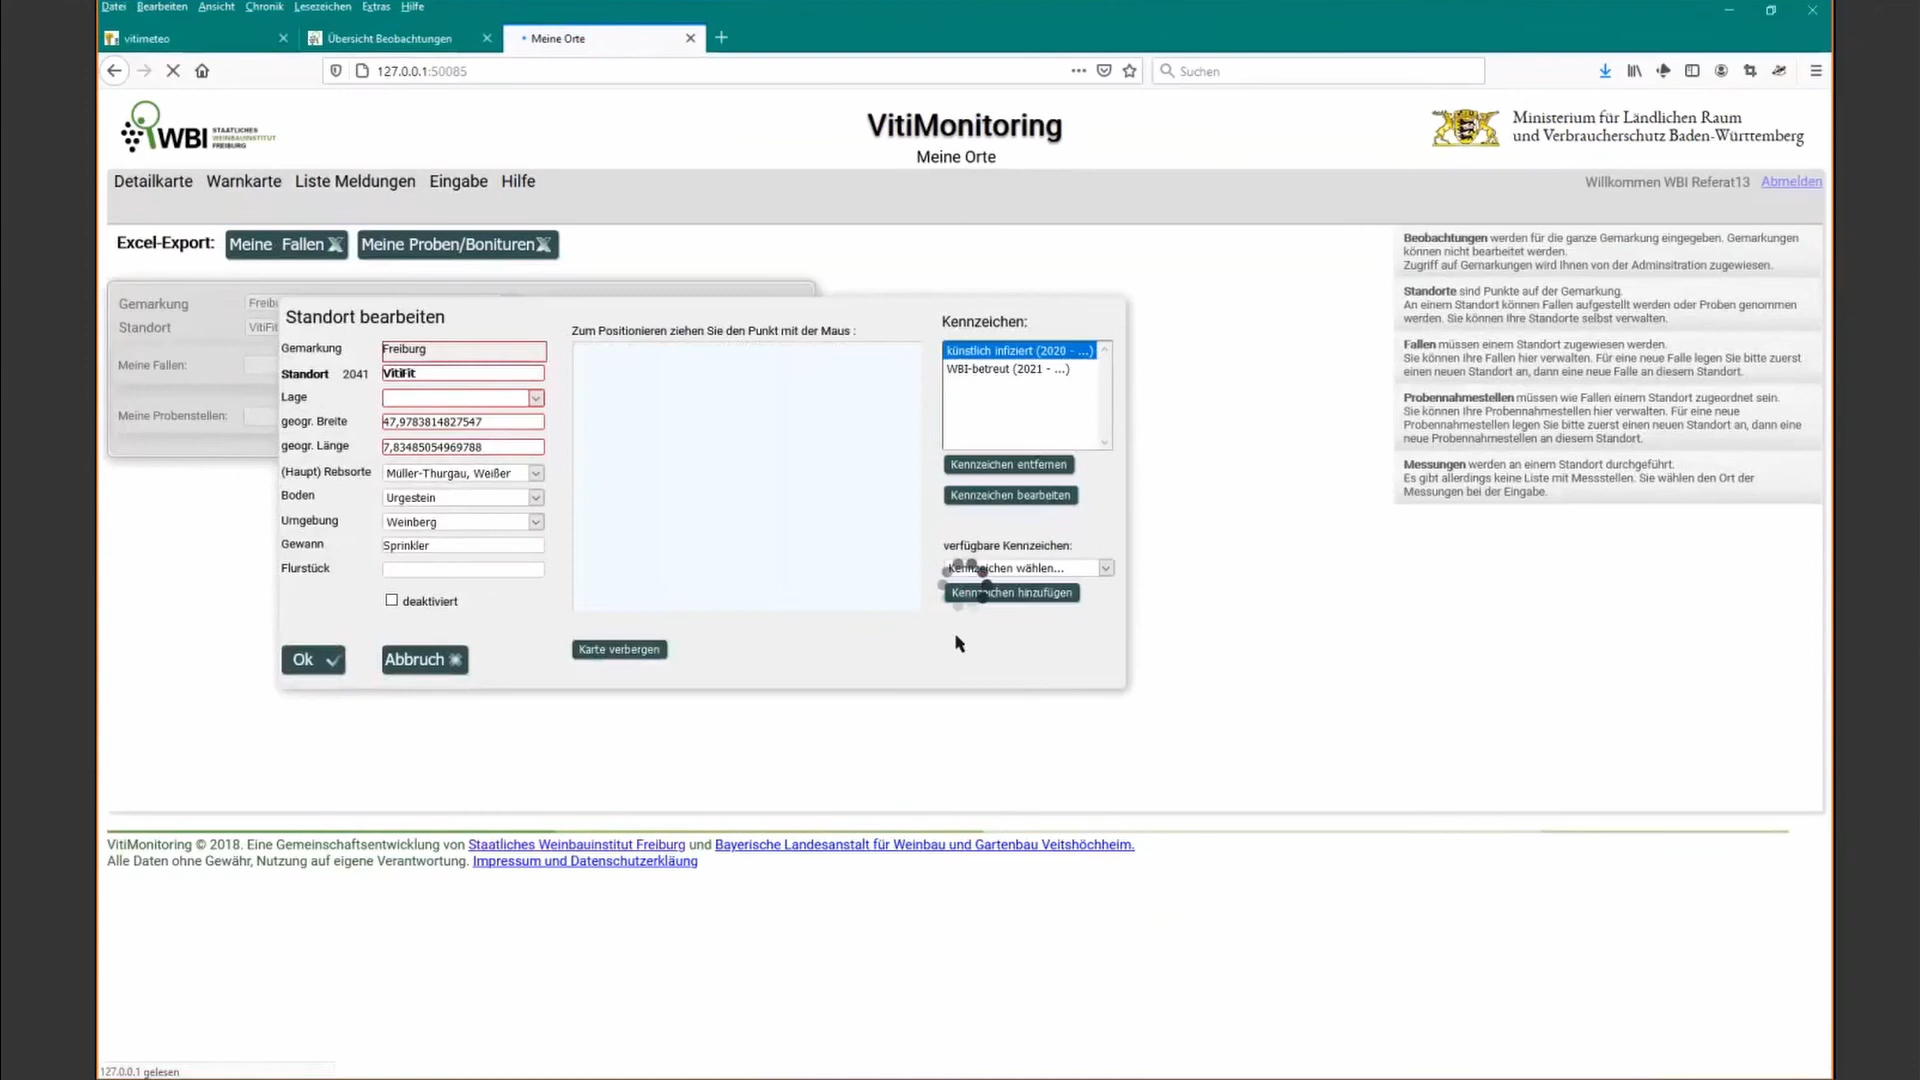 Datei Bearbeiten Ansicht Chronik Lesezeichen Extras Hilfe
vitimeteo
Übersicht Beobachtungen
Meine Orte
127.0.0.1:50085
Suchen
WBI STAATLICHES
WEINBAUINSTITUT
FREIBURG
VitiMonitoring
Meine Orte
Ministerium für Ländlichen Raum
und Verbraucherschutz Baden-Württemberg
Detailkarte Warnkarte Liste Meldungen Eingabe Hilfe
Willkommen WBI Referat13 Abmelden
Excel-Export: Meine Fallen Meine Proben/Bonituren
Gemarkung
Standort VitiFit
Meine Fallen:
Meine Probenstellen:
Standort bearbeiten
Gemarkung Freiburg
Standort 2041 VitiFit
Lage
geogr. Breite 47,9783814827547
geogr. Länge 7,83485054969788
(Haupt) Rebsorte Müller-Thurgau, Weißer
Boden Urgestein
Umgebung Weinberg
Gewann Sprinkler
Flurstück
deaktiviert
Ok Abbruch
Zum Positionieren ziehen Sie den Punkt mit der Maus :
Karte verbergen
Kennzeichen:
künstlich infiziert (2020 - ...)
WBI-betreut (2021 - ...)
Kennzeichen entfernen
Kennzeichen bearbeiten
verfügbare Kennzeichen:
Kennzeichen wählen...
Kennzeichen hinzufügen
Beobachtungen werden für die ganze Gemarkung eingegeben. Gemarkungen
können nicht bearbeitet werden.
Zugriff auf Gemarkungen wird Ihnen von der Adminsitration zugewiesen.
Standorte sind Punkte auf der Gemarkung.
An einem Standort können Fallen aufgestellt werden oder Proben genommen
werden. Sie können Ihre Standorte selbst verwalten.
Fallen müssen einem Standort zugewiesen werden.
Sie können Ihre Fallen hier verwalten. Für eine neue Falle legen Sie bitte zuerst
einen neuen Standort an, dann eine neue Falle an diesem Standort.
Probennahmestellen müssen wie Fallen einem Standort zugeordnet sein.
Sie können Ihre Probennahmestellen hier verwalten. Für eine neue
Probennahmestellen legen Sie bitte zuerst einen neuen Standort an, dann eine
neue Probennahmestellen an diesem Standort.
Messungen werden an einem Standort durchgeführt.
Es gibt allerdings keine Liste mit Messstellen. Sie wählen den Ort der
Messungen bei der Eingabe.
VitiMonitoring © 2018. Eine Gemeinschaftsentwicklung von Staatliches Weinbauinstitut Freiburg und Bayerische Landesanstalt für Weinbau und Gartenbau Veitshöchheim.
Alle Daten ohne Gewähr, Nutzung auf eigene Verantwortung. Impressum und Datenschutzerkläung
127.0.0.1 gelesen